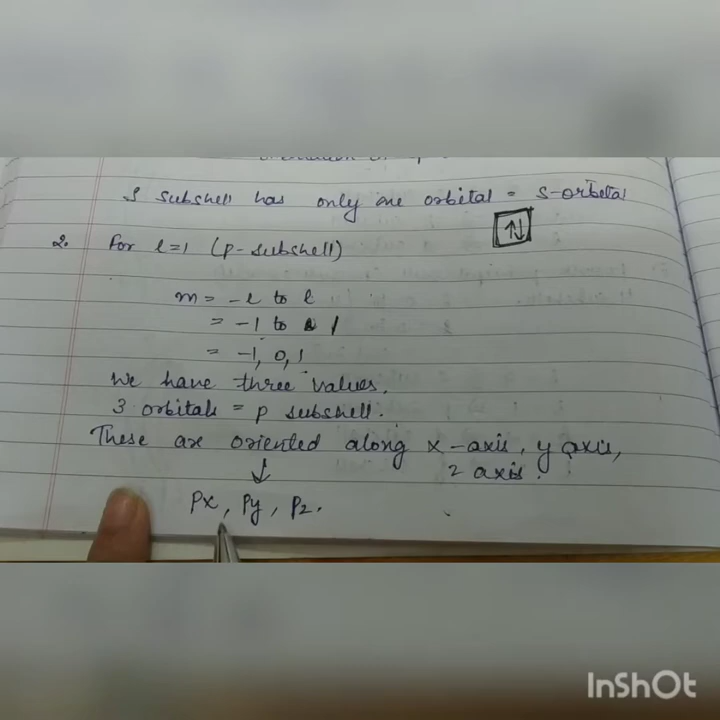 S subshell has only one orbital = S-orbital
2. For l=1 (p-subshell)
m = -l to l
= -1 to 1
= -1, 0, 1
We have three values.
3 orbitals = p subshell.
These are oriented along x-axis, y axis,
z axis.
Px, Py, Pz.
InShOt